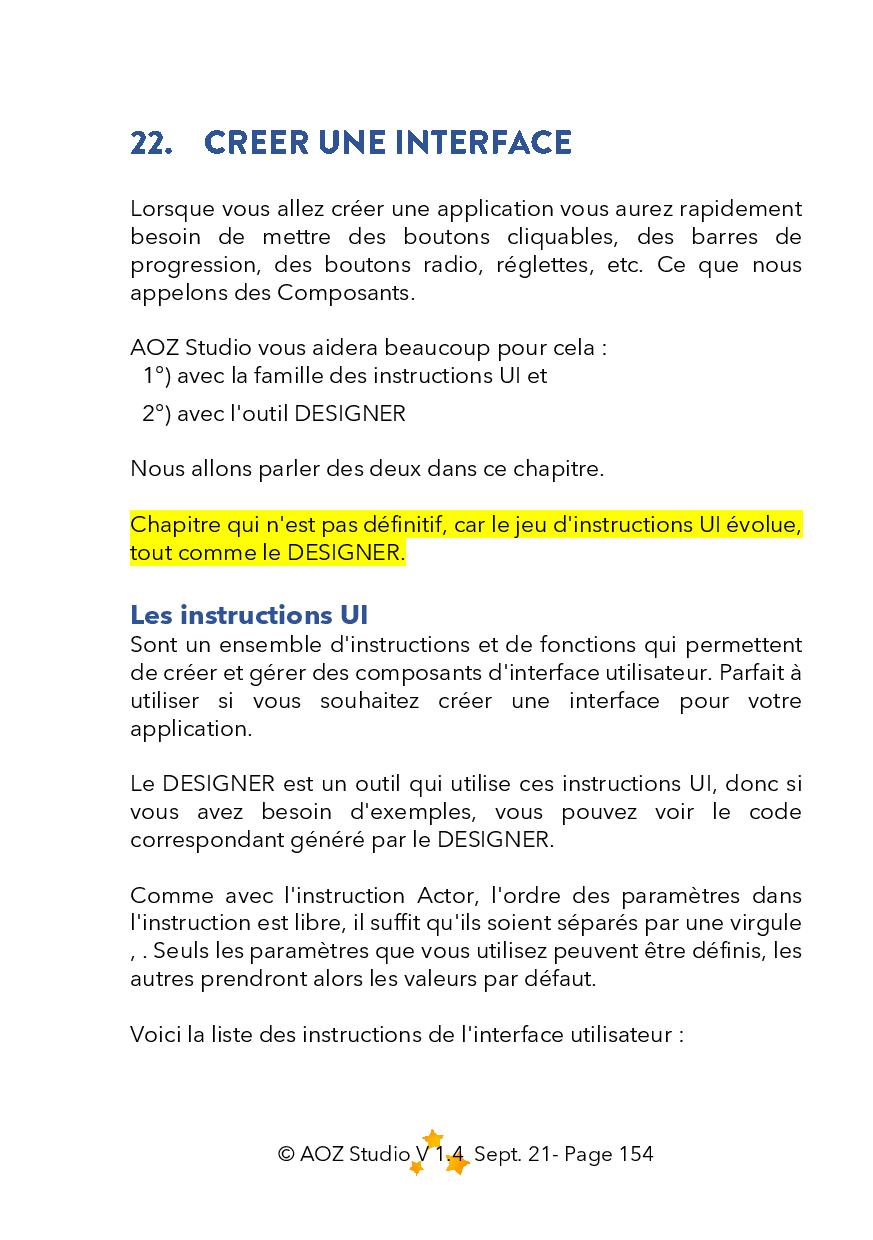 22. CREER UNE INTERFACE
Lorsque vous allez créer une application vous aurez rapidement
besoin de mettre des boutons cliquables, des barres de
progression, des boutons radio, réglettes, etc. Ce que nous
appelons des Composants.
AOZ Studio vous aidera beaucoup pour cela :
1°) avec la famille des instructions UI et
2°) avec l'outil DESIGNER
Nous allons parler des deux dans ce chapitre.
Chapitre qui n'est pas définitif, car le jeu d'instructions UI évolue,
tout comme le DESIGNER.
Les instructions UI
Sont un ensemble d'instructions et de fonctions qui permettent
de créer et gérer des composants d'interface utilisateur. Parfait à
utiliser si vous souhaitez créer une interface pour votre
application.
Le DESIGNER est un outil qui utilise ces instructions UI, donc si
vous avez besoin d'exemples, vous pouvez voir le code
correspondant généré par le DESIGNER.
Comme avec l'instruction Actor, l'ordre des paramètres dans
l'instruction est libre, il suffit qu'ils soient séparés par une virgule
, . Seuls les paramètres que vous utilisez peuvent être définis, les
autres prendront alors les valeurs par défaut.
Voici la liste des instructions de l'interface utilisateur :
© AOZ Studio V 1.4 Sept. 21- Page 154